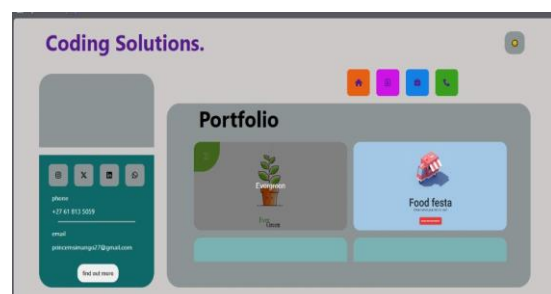 Coding Solutions.
Portfolio
Evergreen
Food festa
phone
+27 61 813 5059
email
find out more